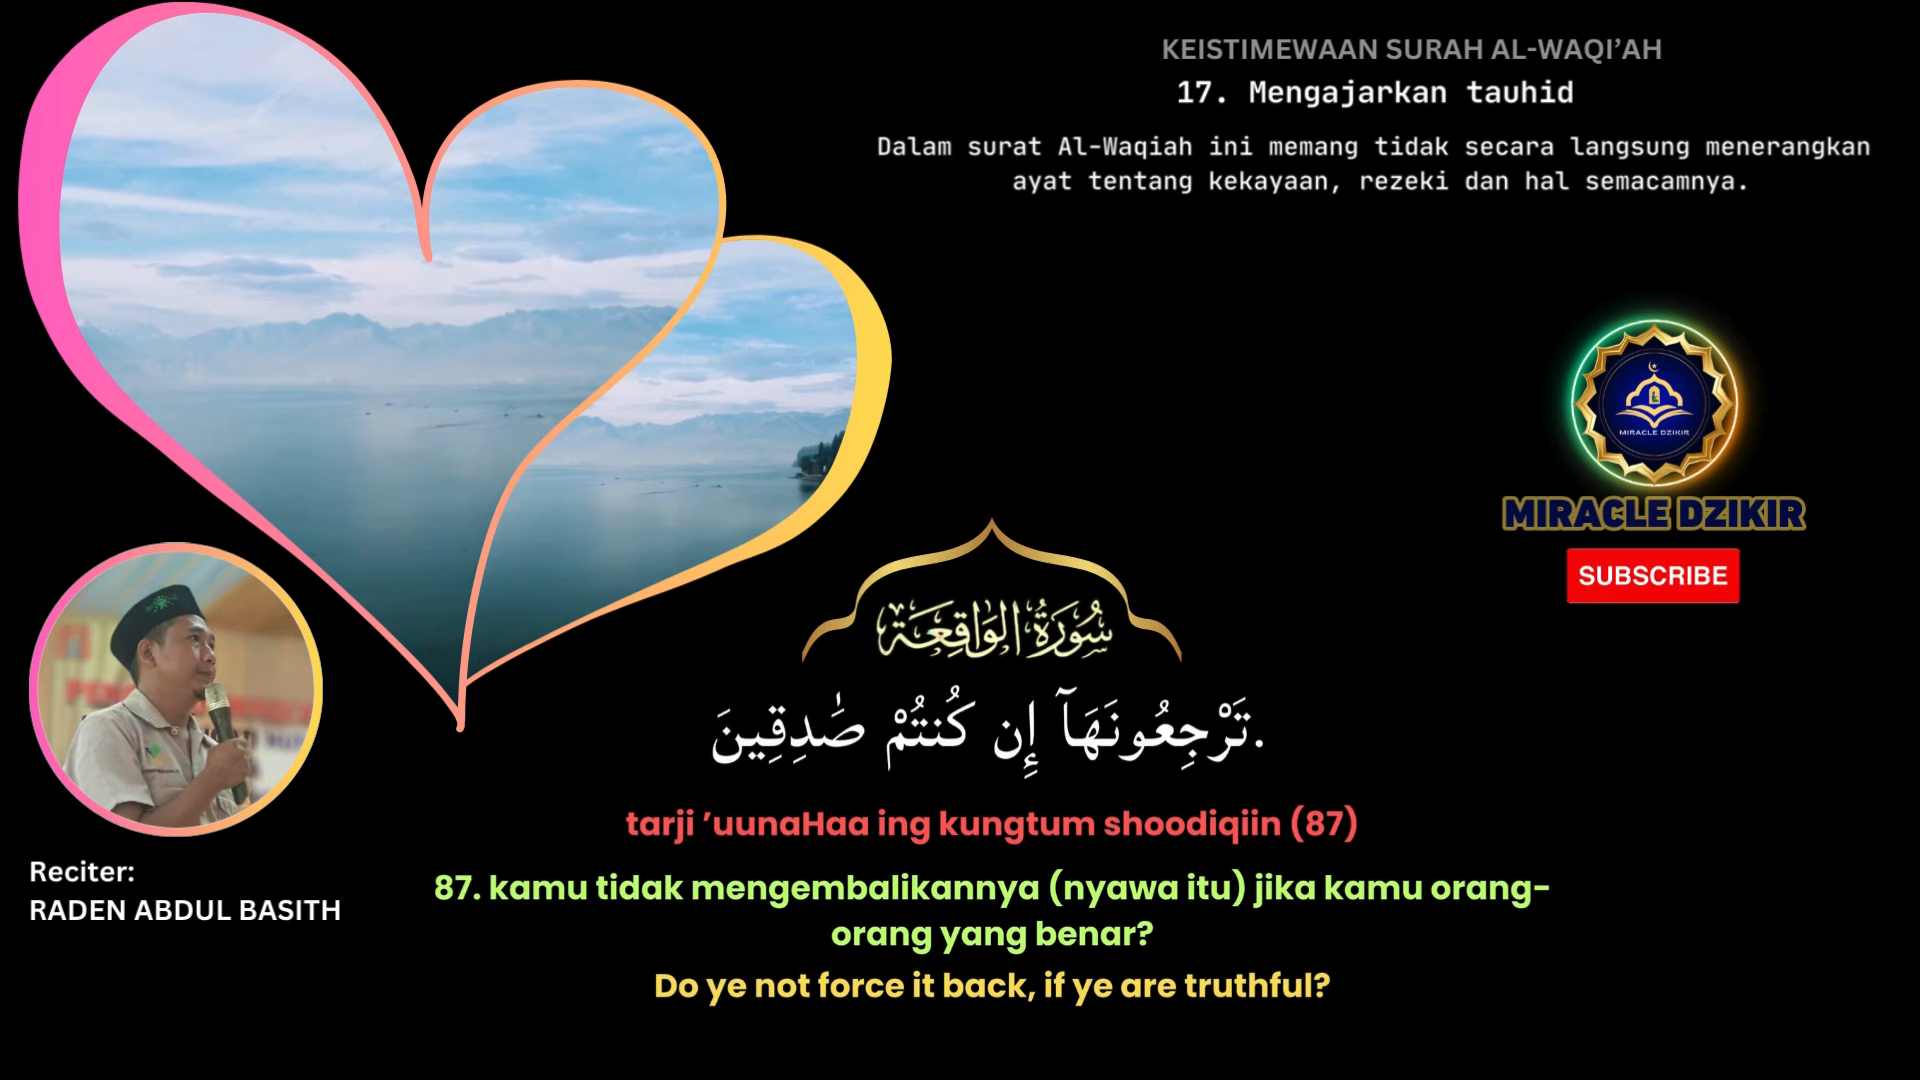 KEISTIMEWAAN SURAH AL-WAQI’AH
17. Mengajarkan tauhid
Dalam surat Al-Waqiah ini memang tidak secara langsung menerangkan
ayat tentang kekayaan, rezeki dan hal semacamnya.
MIRACLE DZIKIR
MIRACLE DZIKIR
SUBSCRIBE
سُورَةُ الوَاقِعَة
تَرْجِعُونَهَآ إِن كُنتُمْ صَٰدِقِينَ.
tarji ’uunaHaa ing kungtum shoodiqiin (87)
87. kamu tidak mengembalikannya (nyawa itu) jika kamu orang-
orang yang benar?
Do ye not force it back, if ye are truthful?
Reciter:
RADEN ABDUL BASITH